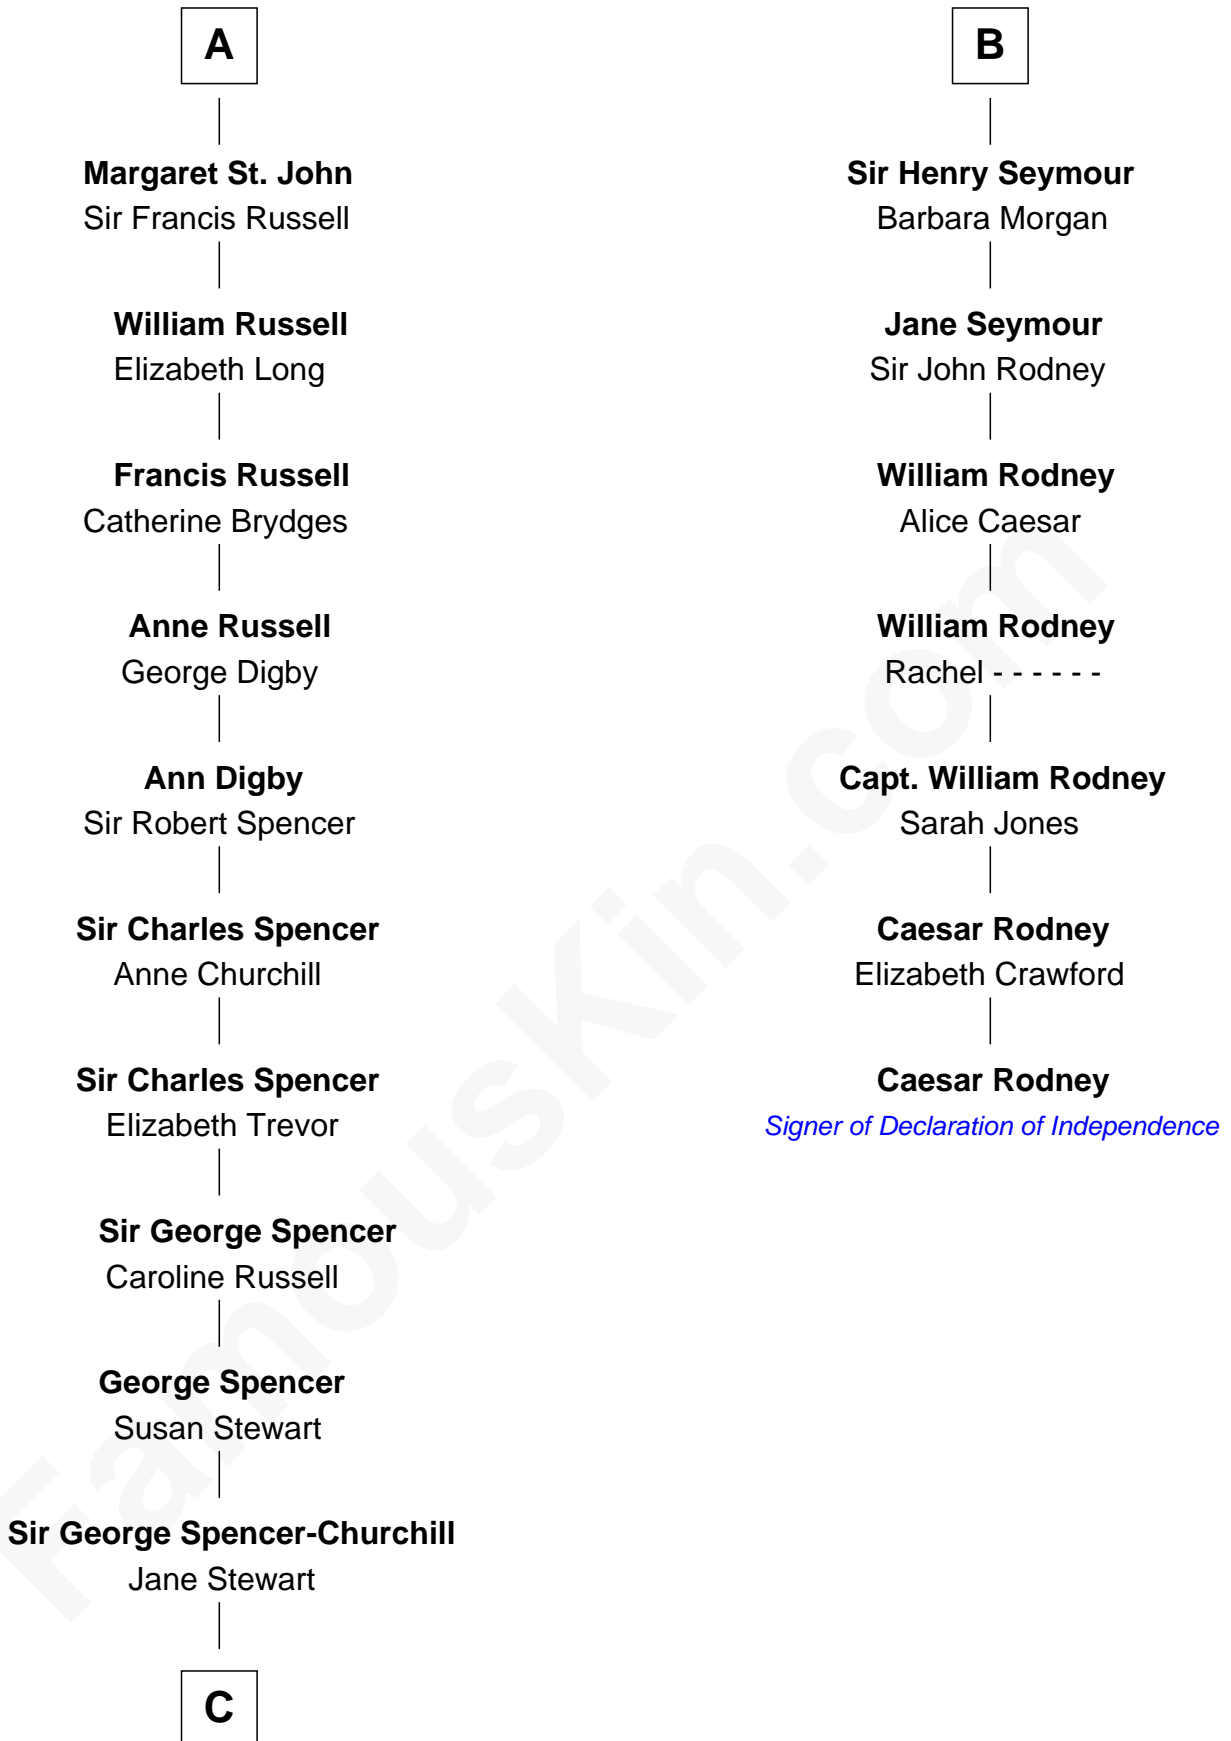 A
Margaret St. John
Sir Francis Russell
William Russell
Elizabeth Long
Francis Russell
Catherine Brydges
Anne Russell
George Digby
Ann Digby
Sir Robert Spencer
Sir Charles Spencer
Anne Churchill
Sir Charles Spencer
Elizabeth Trevor
Sir George Spencer
Caroline Russell
George Spencer
Susan Stewart
Sir George Spencer-Churchill
Jane Stewart
C
B
Sir Henry Seymour
Barbara Morgan
Jane Seymour
Sir John Rodney
William Rodney
Alice Caesar
William Rodney
Rachel - - - - - -
Capt. William Rodney
Sarah Jones
Caesar Rodney
Elizabeth Crawford
Caesar Rodney
Signer of Declaration of Independence
FamousKin.com